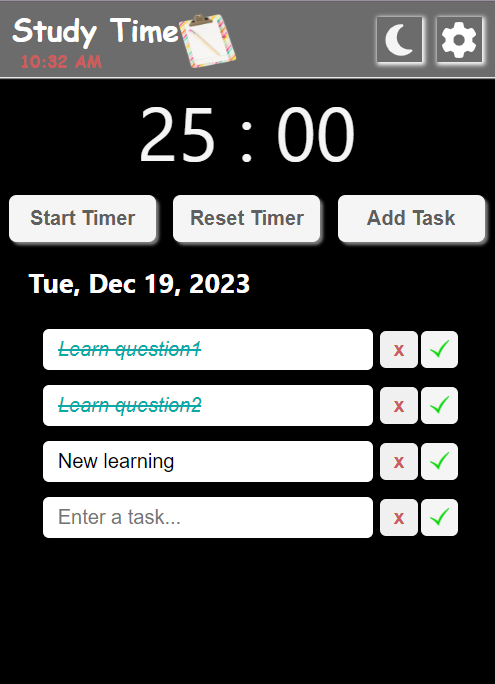 Study Time
10:32 AM
25 : 00
Start Timer Reset Timer Add Task
Tue, Dec 19, 2023
Learn question1
x ✓
Learn question2
x ✓
New learning
x ✓
Enter a task...
x ✓